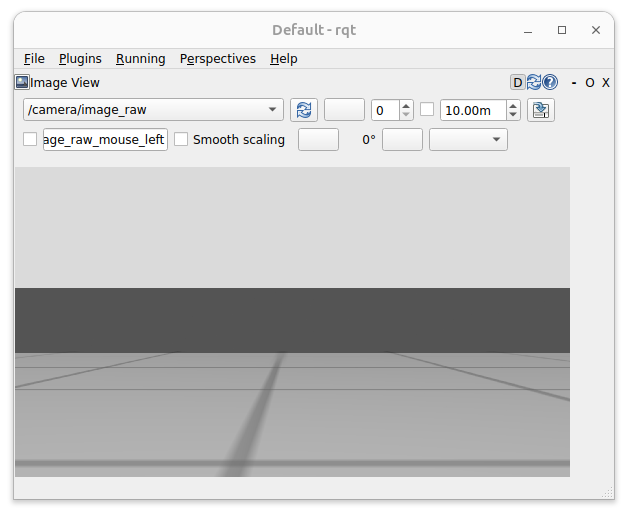 Default - rqt
File Plugins Running Perspectives Help
Image View D - O X
/camera/image_raw 0 10.00m
age_raw_mouse_left Smooth scaling 0°